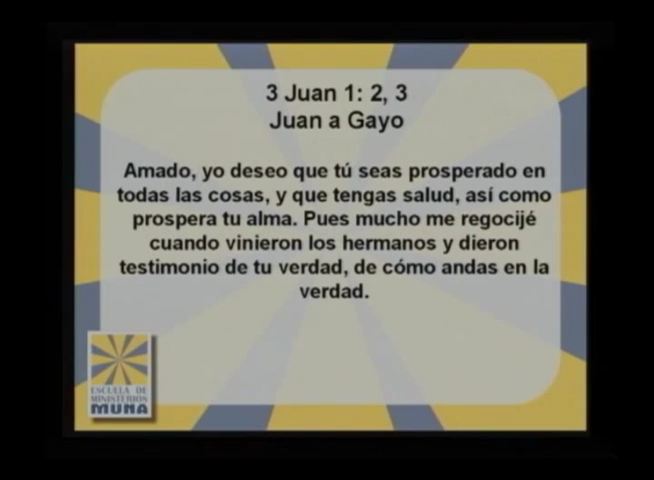 3 Juan 1: 2, 3
Juan a Gayo
Amado, yo deseo que tú seas prosperado en
todas las cosas, y que tengas salud, así como
prospera tu alma. Pues mucho me regocijé
cuando vinieron los hermanos y dieron
testimonio de tu verdad, de cómo andas en la
verdad.
ESCUELA DE
MINISTERIOS
MUNA